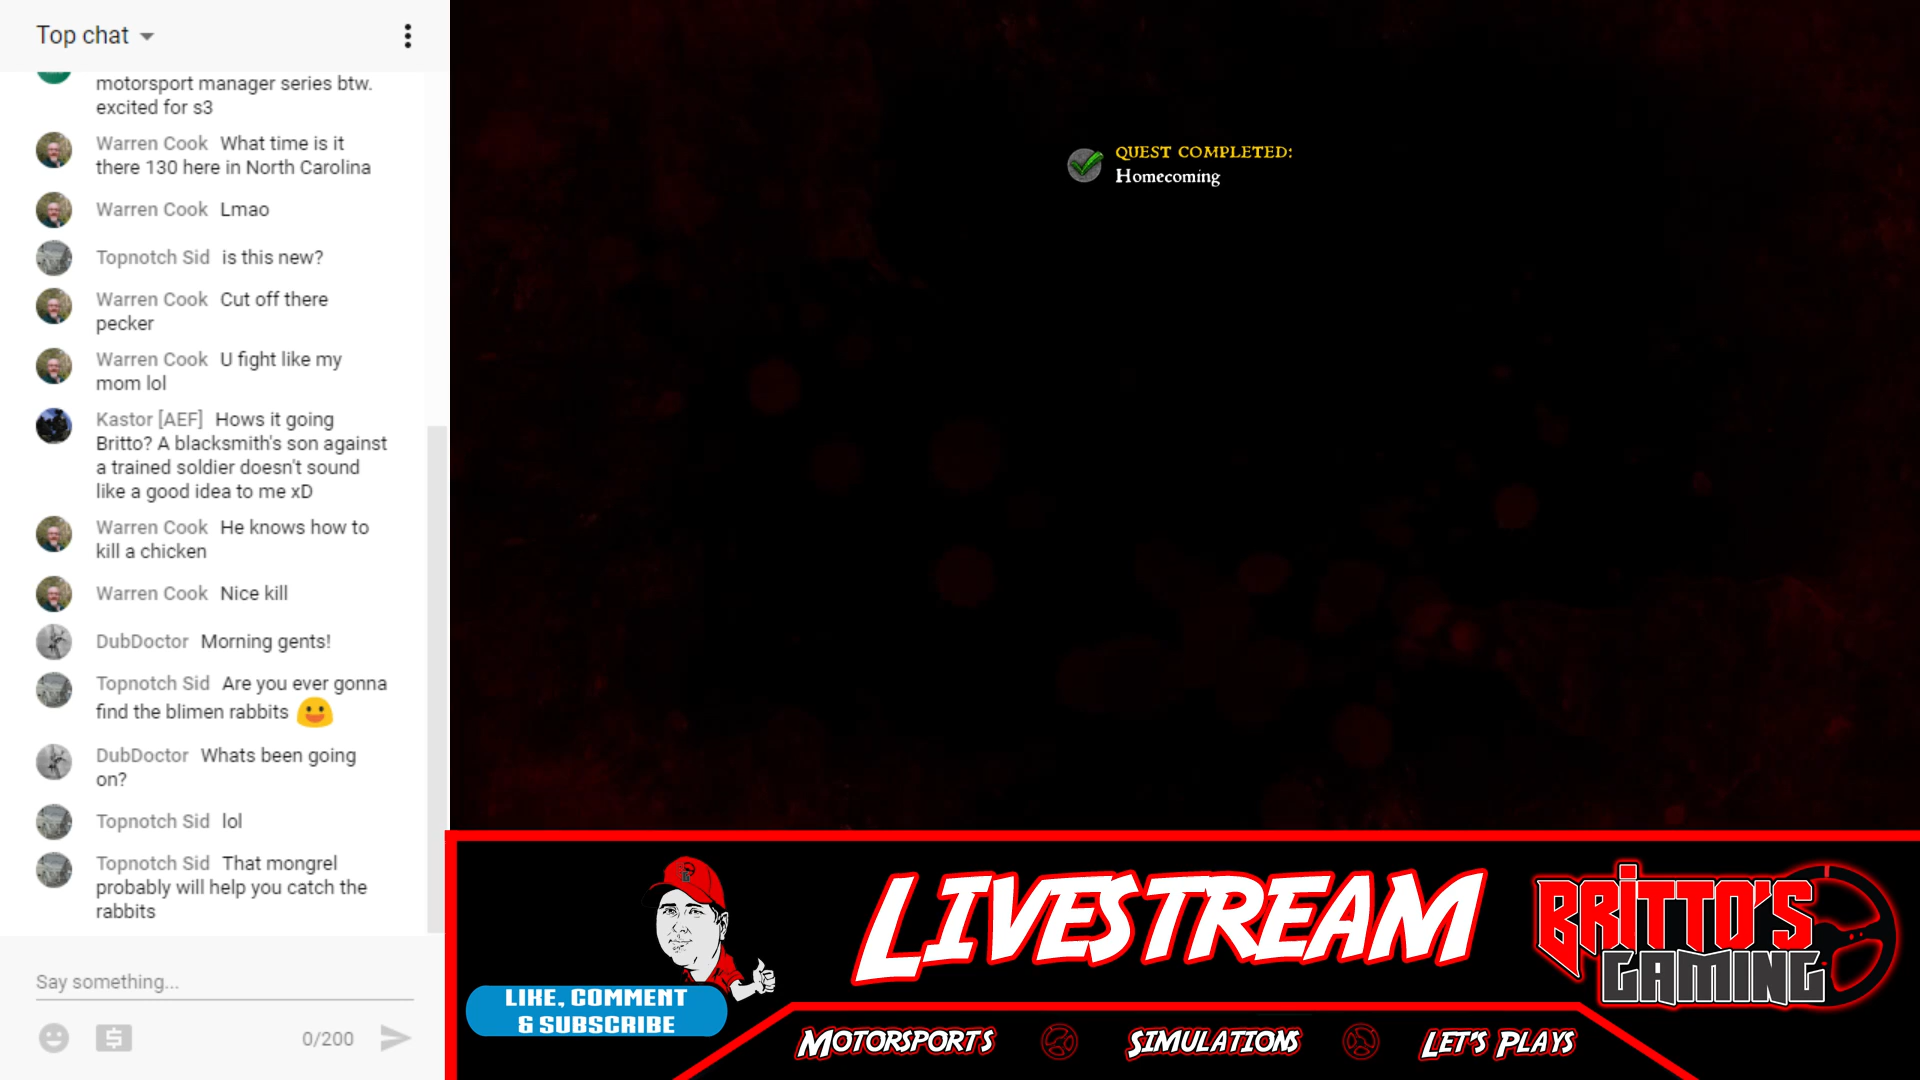 Top chat
motorsport manager series btw.
excited for s3
Warren Cook What time is it
there 130 here in North Carolina
Warren Cook Lmao
Topnotch Sid is this new?
Warren Cook Cut off there
pecker
Warren Cook U fight like my
mom lol
Kastor [AEF] Hows it going
Britto? A blacksmith's son against
a trained soldier doesn't sound
like a good idea to me xD
Warren Cook He knows how to
kill a chicken
Warren Cook Nice kill
DubDoctor Morning gents!
Topnotch Sid Are you ever gonna
find the blimen rabbits
DubDoctor Whats been going
on?
Topnotch Sid lol
Topnotch Sid That mongrel
probably will help you catch the
rabbits
Say something...
0/200
QUEST COMPLETED:
Homecoming
LIKE, COMMENT
& SUBSCRIBE
LIVESTREAM
BRITTO'S
GAMING
MOTORSPORTS
SIMULATIONS
LET'S PLAYS